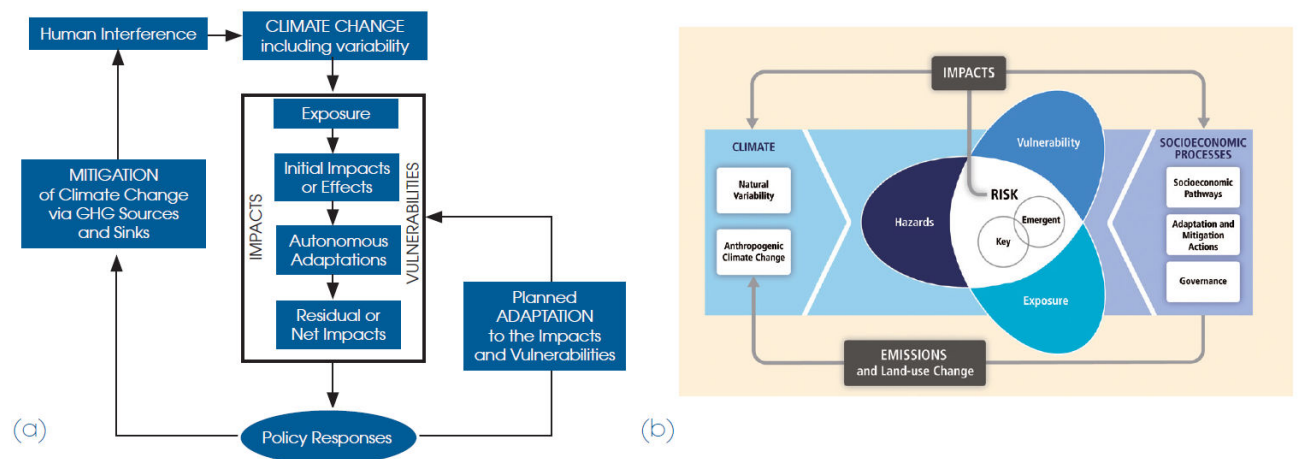 Human Interference
CLIMATE CHANGE
including variability
Exposure
Initial Impacts
or Effects
Autonomous
Adaptations
Residual or
Net Impacts
IMPACTS
VULNERABILITIES
MITIGATION
of Climate Change
via GHG Sources
and Sinks
Planned
ADAPTATION
to the Impacts
and Vulnerabilities
Policy Responses
(a)
IMPACTS
CLIMATE
Natural
Variability
Anthropogenic
Climate Change
Vulnerability
Hazards
RISK
Emergent
Key
Exposure
SOCIOECONOMIC
PROCESSES
Socioeconomic
Pathways
Adaptation and
Mitigation
Actions
Governance
EMISSIONS
and Land-use Change
(b)